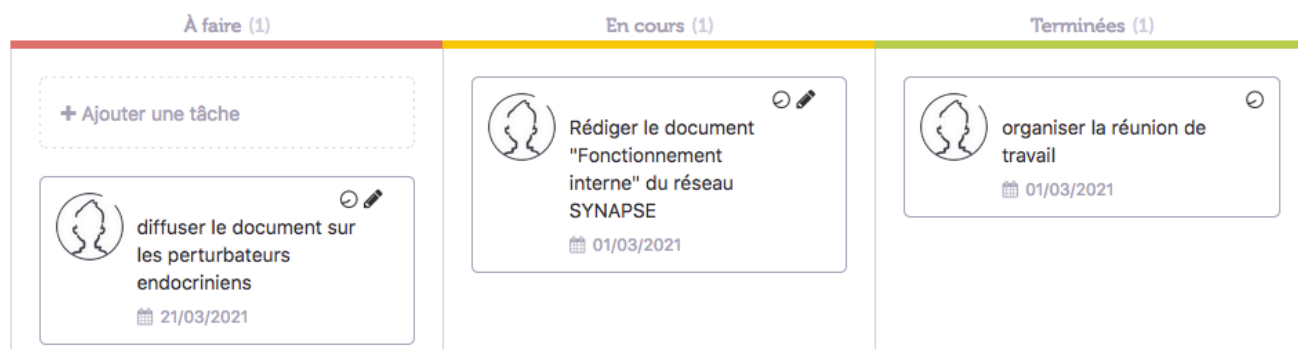 À faire (1)
+ Ajouter une tâche
diffuser le document sur
les perturbateurs
endocriniens
21/03/2021
En cours (1)
Rédiger le document
"Fonctionnement
interne" du réseau
SYNAPSE
01/03/2021
Terminées (1)
organiser la réunion de
travail
01/03/2021